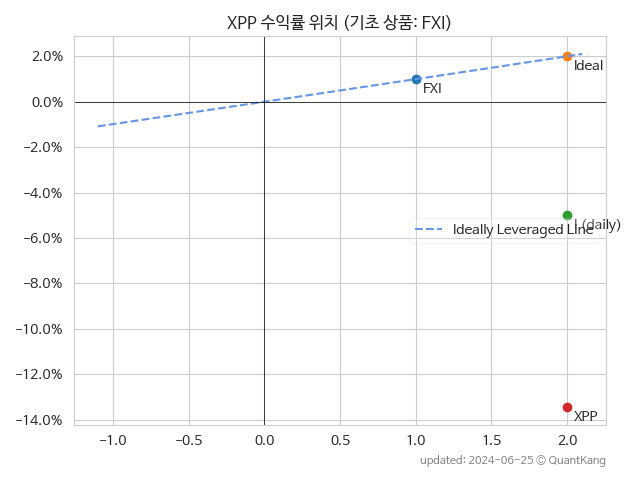 XPP 수익률 위치 (기초 상품: FXI)
2.0%
0.0%
−2.0%
−4.0%
−6.0%
−8.0%
−10.0%
−12.0%
−14.0%
Ideal
FXI
(daily)
Ideally Leveraged Line
XPP
−1.0
−0.5
0.0
0.5
1.0
1.5
2.0
updated: 2024-06-25 © QuantKang